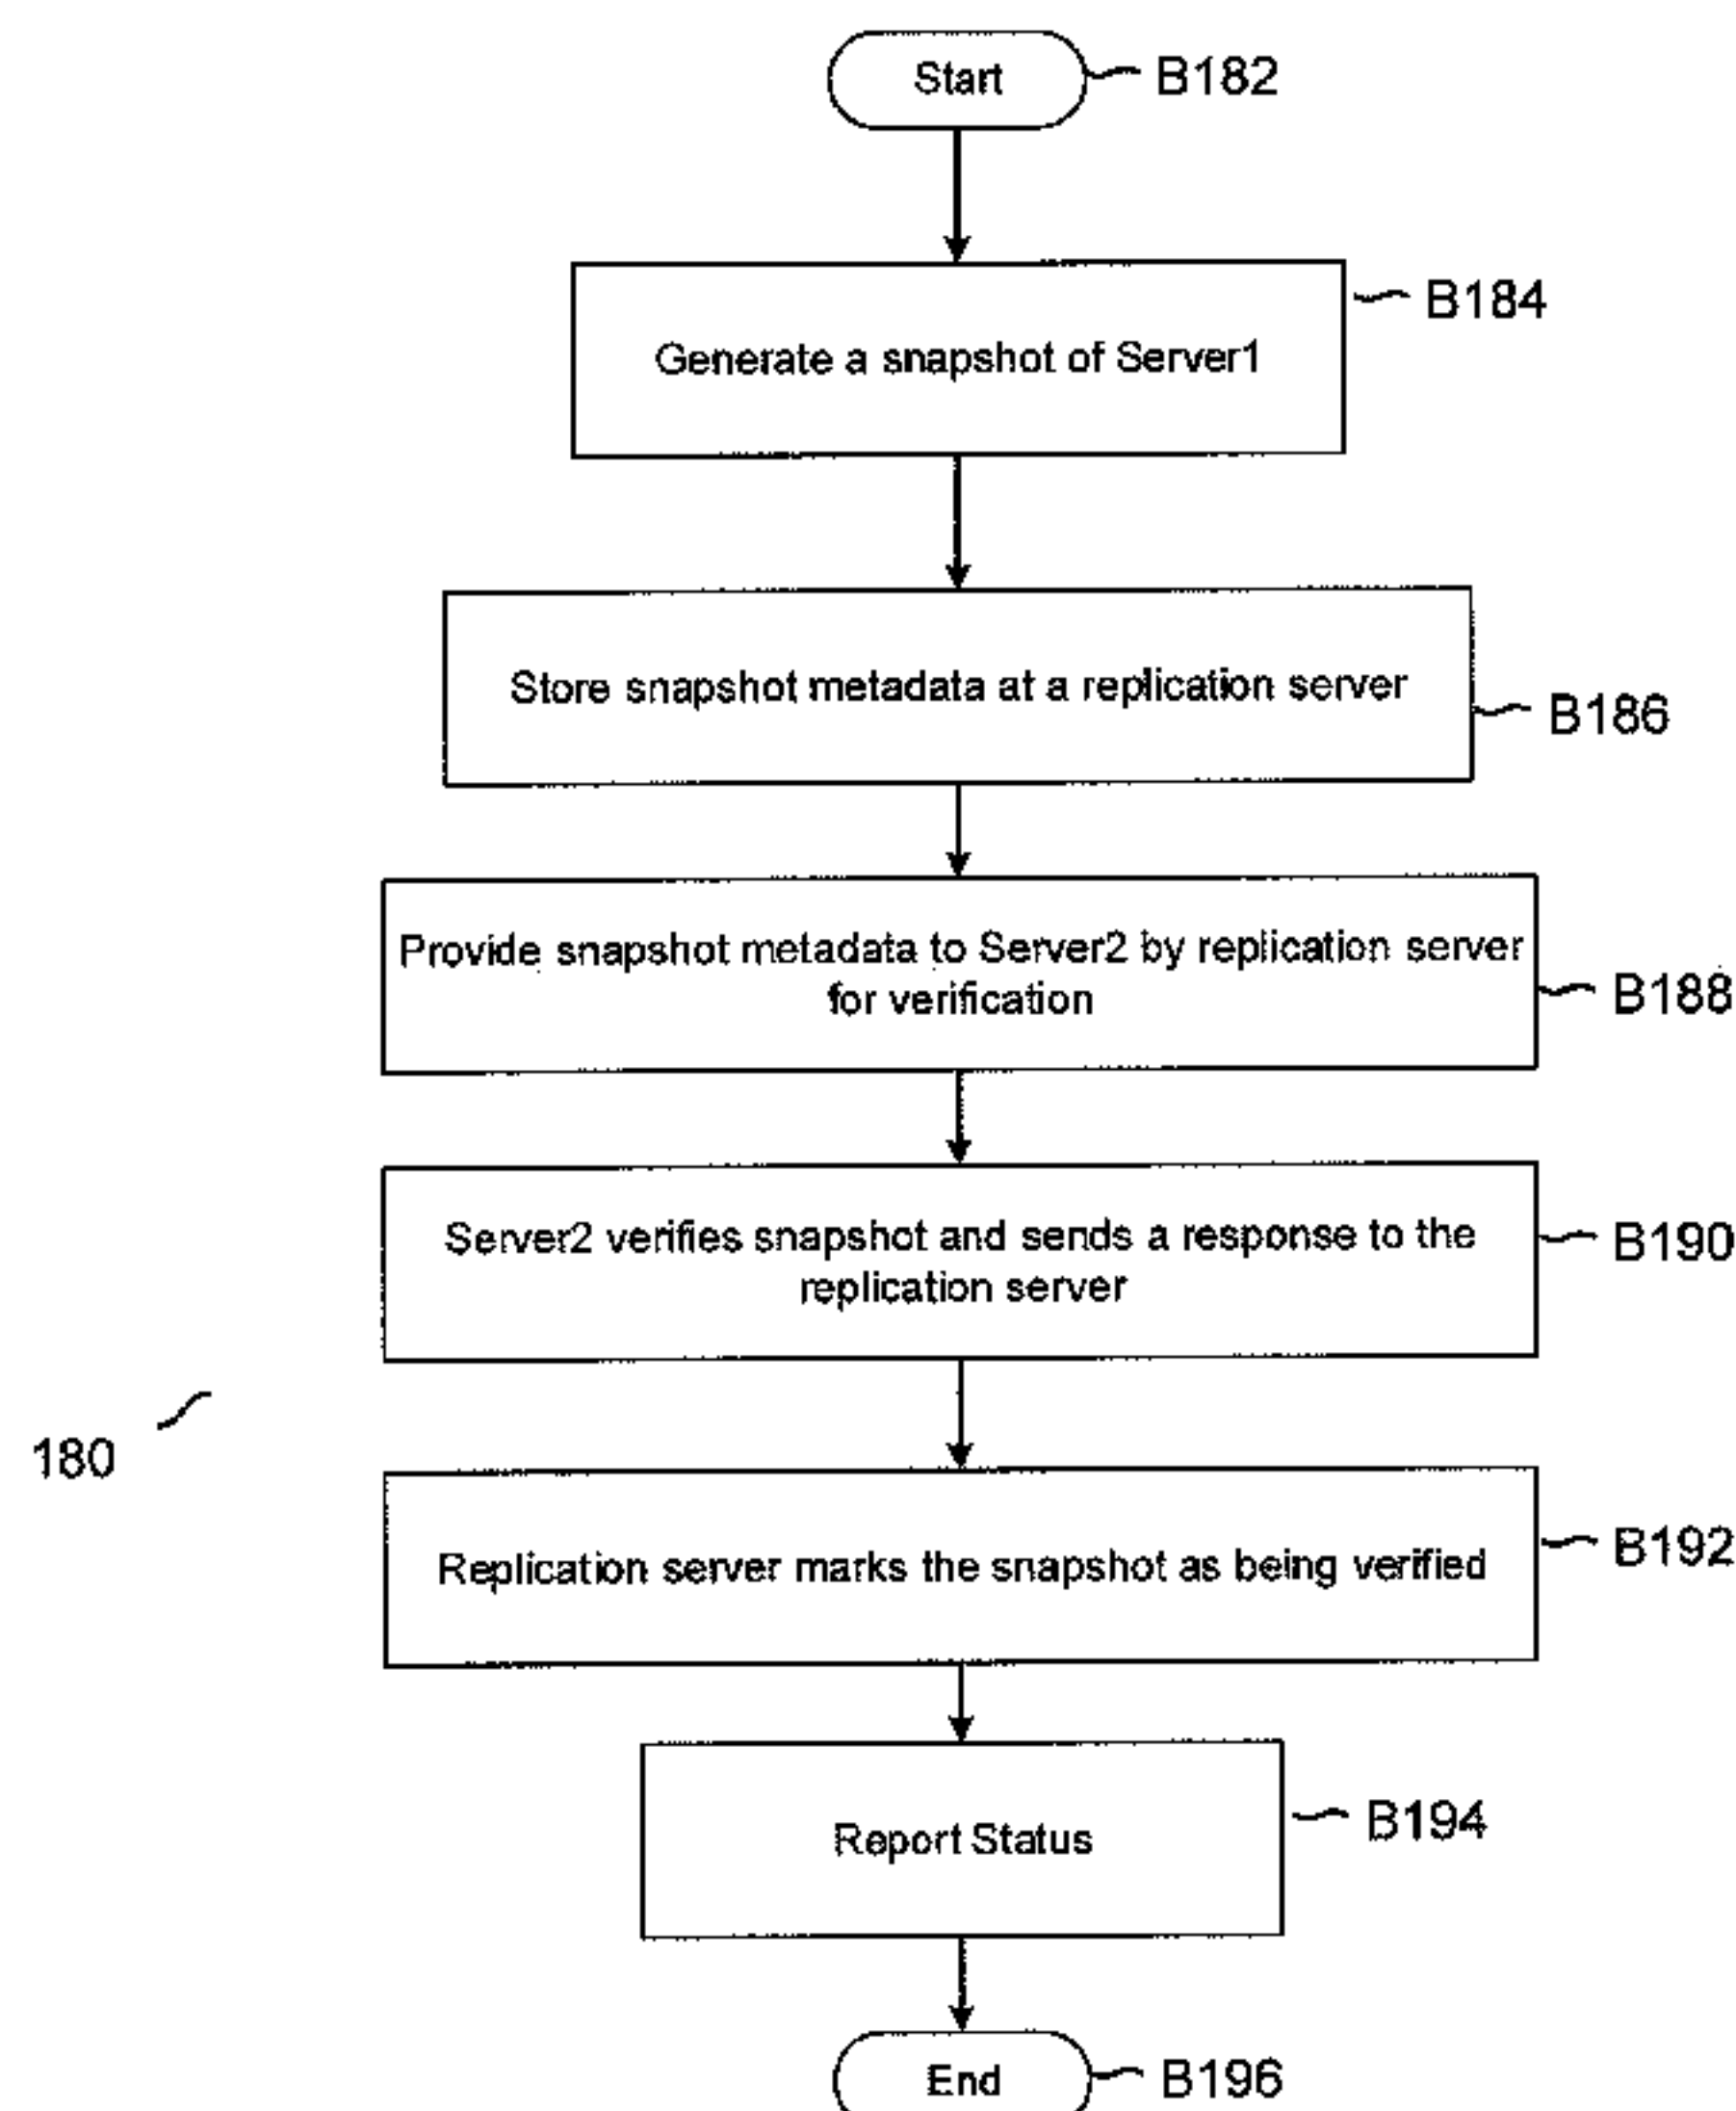 Start
B182
Generate a snapshot of Server1
B184
Store snapshot metadata at a replication server
B186
Provide snapshot metadata to Server2 by replication server
for verification
B188
Server2 verifies snapshot and sends a response to the
replication server
B190
180
Replication server marks the snapshot as being verified
B192
Report Status
B194
End
B196